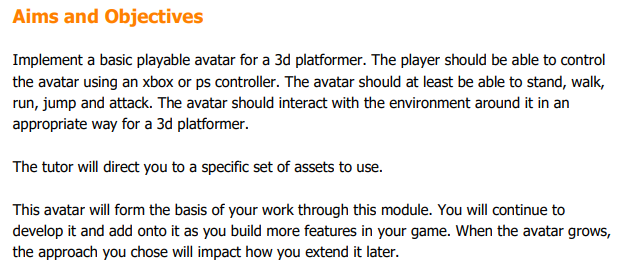 Aims and Objectives
Implement a basic playable avatar for a 3d platformer. The player should be able to control
the avatar using an xbox or ps controller. The avatar should at least be able to stand, walk,
run, jump and attack. The avatar should interact with the environment around it in an
appropriate way for a 3d platformer.
The tutor will direct you to a specific set of assets to use.
This avatar will form the basis of your work through this module. You will continue to
develop it and add onto it as you build more features in your game. When the avatar grows,
the approach you chose will impact how you extend it later.